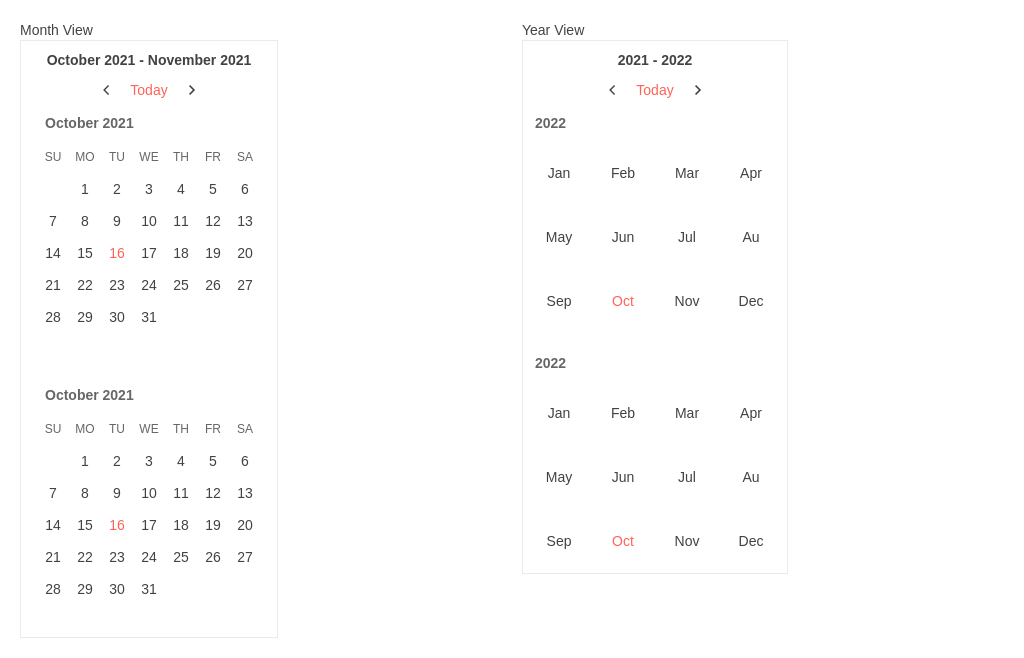 Month View
October 2021 - November 2021
Today
October 2021
SU MO TU WE TH FR SA
1 2 3 4 5 6
7 8 9 10 11 12 13
14 15 16 17 18 19 20
21 22 23 24 25 26 27
28 29 30 31
October 2021
SU MO TU WE TH FR SA
1 2 3 4 5 6
7 8 9 10 11 12 13
14 15 16 17 18 19 20
21 22 23 24 25 26 27
28 29 30 31
Year View
2021 - 2022
Today
2022
Jan Feb Mar Apr
May Jun Jul Au
Sep Oct Nov Dec
2022
Jan Feb Mar Apr
May Jun Jul Au
Sep Oct Nov Dec